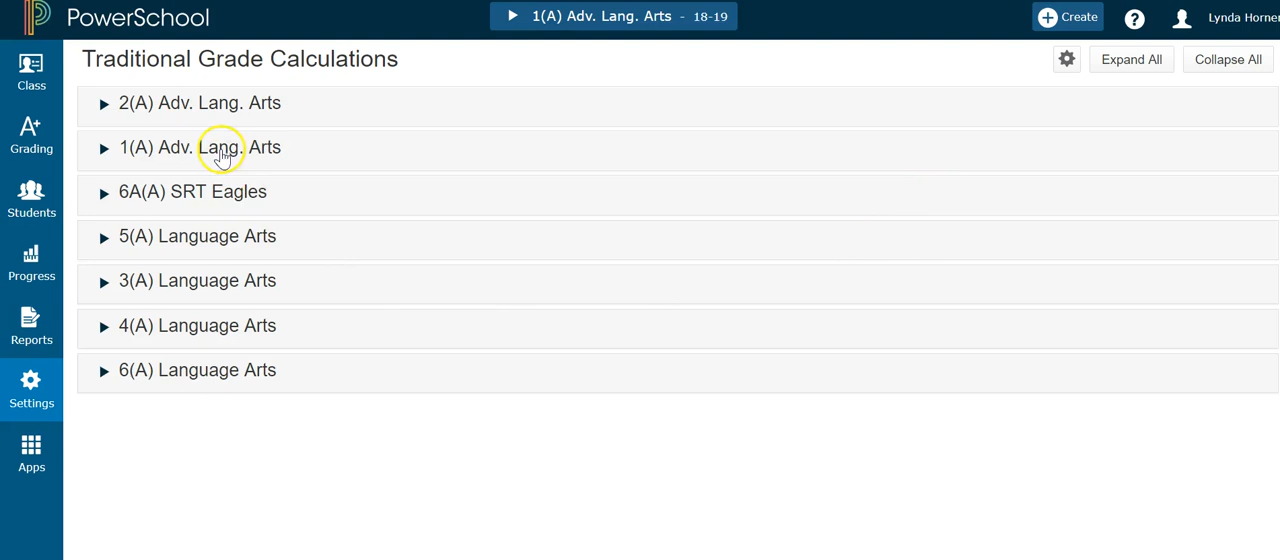 PowerSchool
1(A) Adv. Lang. Arts - 18-19
Create
?
Lynda Horner
Class
Grading
Students
Progress
Reports
Settings
Apps
Traditional Grade Calculations
Expand All
Collapse All
2(A) Adv. Lang. Arts
1(A) Adv. Lang. Arts
6A(A) SRT Eagles
5(A) Language Arts
3(A) Language Arts
4(A) Language Arts
6(A) Language Arts